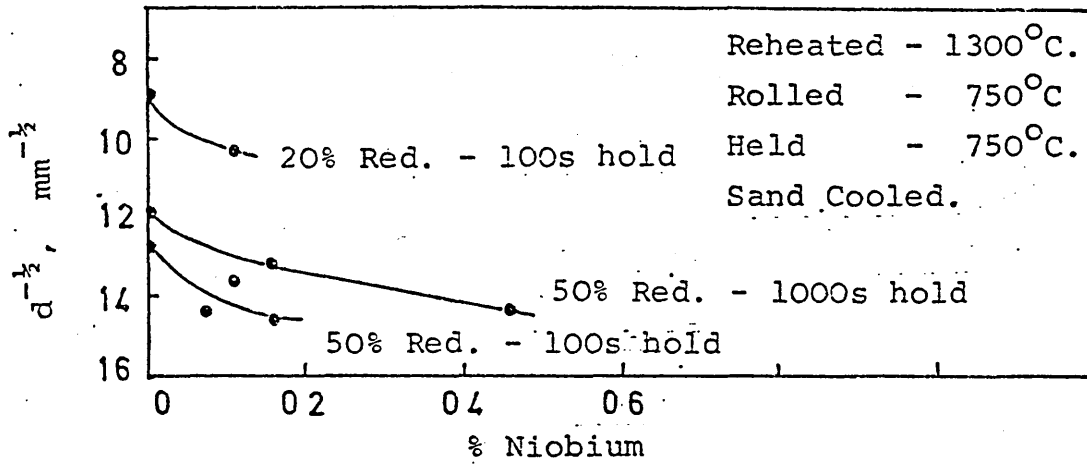 Reheated - 1300°C.
Rolled - 750°C
Held - 750°C.
Sand Cooled.
8
10
12
14
16
d^-½, mm^-½
20% Red. - 100s hold
50% Red. - 1000s hold
50% Red. - 100s hold
0 0·2 0·4 0·6
% Niobium